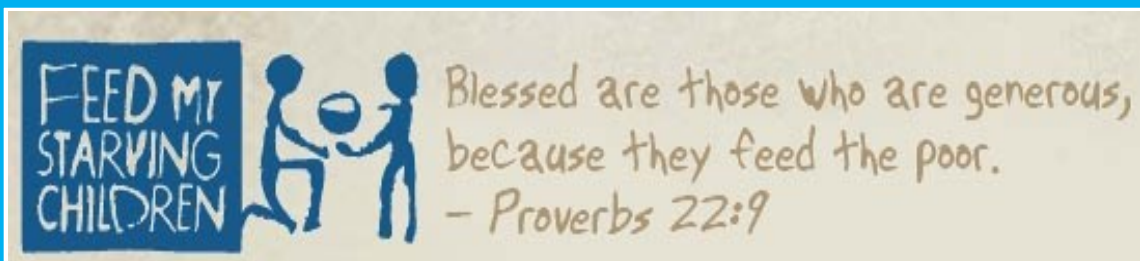 FEED MY
STARVING
CHILDREN
Blessed are those who are generous,
because they feed the poor.
– Proverbs 22:9